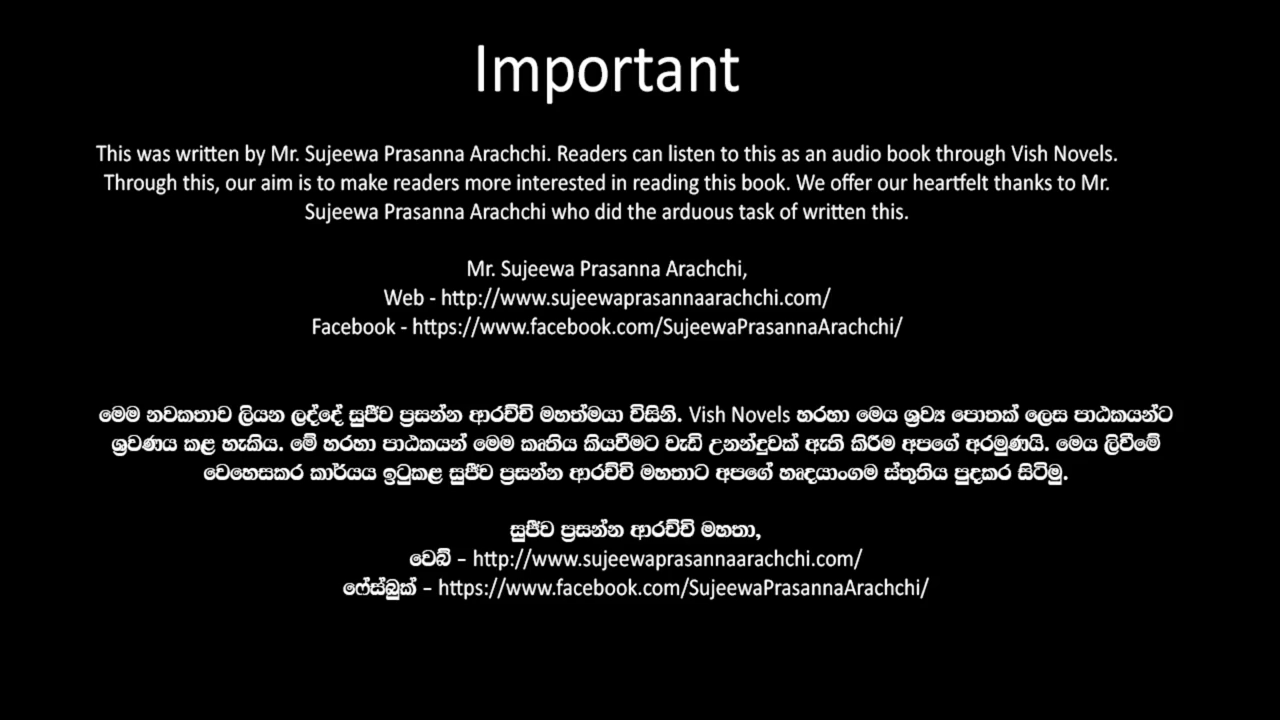 Important
This was written by Mr. Sujeewa Prasanna Arachchi. Readers can listen to this as an audio book through Vish Novels.
Through this, our aim is to make readers more interested in reading this book. We offer our heartfelt thanks to Mr.
Sujeewa Prasanna Arachchi who did the arduous task of written this.
Mr. Sujeewa Prasanna Arachchi,
Web - http://www.sujeewaprasannaarachchi.com/
Facebook - https://www.facebook.com/SujeewaPrasannaArachchi/
මෙම නවකතාව ලියන ලද්දේ සුජීව ප්‍රසන්න ආරච්චි මහත්මයා විසිනි. Vish Novels හරහා මෙය ශ්‍රව්‍ය පොතක් ලෙස පාඨකයන්ට
ශ්‍රවණය කළ හැකිය. මේ හරහා පාඨකයන් මෙම කෘතිය කියවීමට වැඩි උනන්දුවක් ඇති කිරීම අපගේ අරමුණයි. මෙය ලිවීමේ
වෙහෙසකර කාර්යය ඉටුකළ සුජීව ප්‍රසන්න ආරච්චි මහතාට අපගේ හෘදයාංගම ස්තුතිය පුදකර සිටිමු.
සුජීව ප්‍රසන්න ආරච්චි මහතා,
වෙබ් – http://www.sujeewaprasannaarachchi.com/
ෆේස්බුක් – https://www.facebook.com/SujeewaPrasannaArachchi/